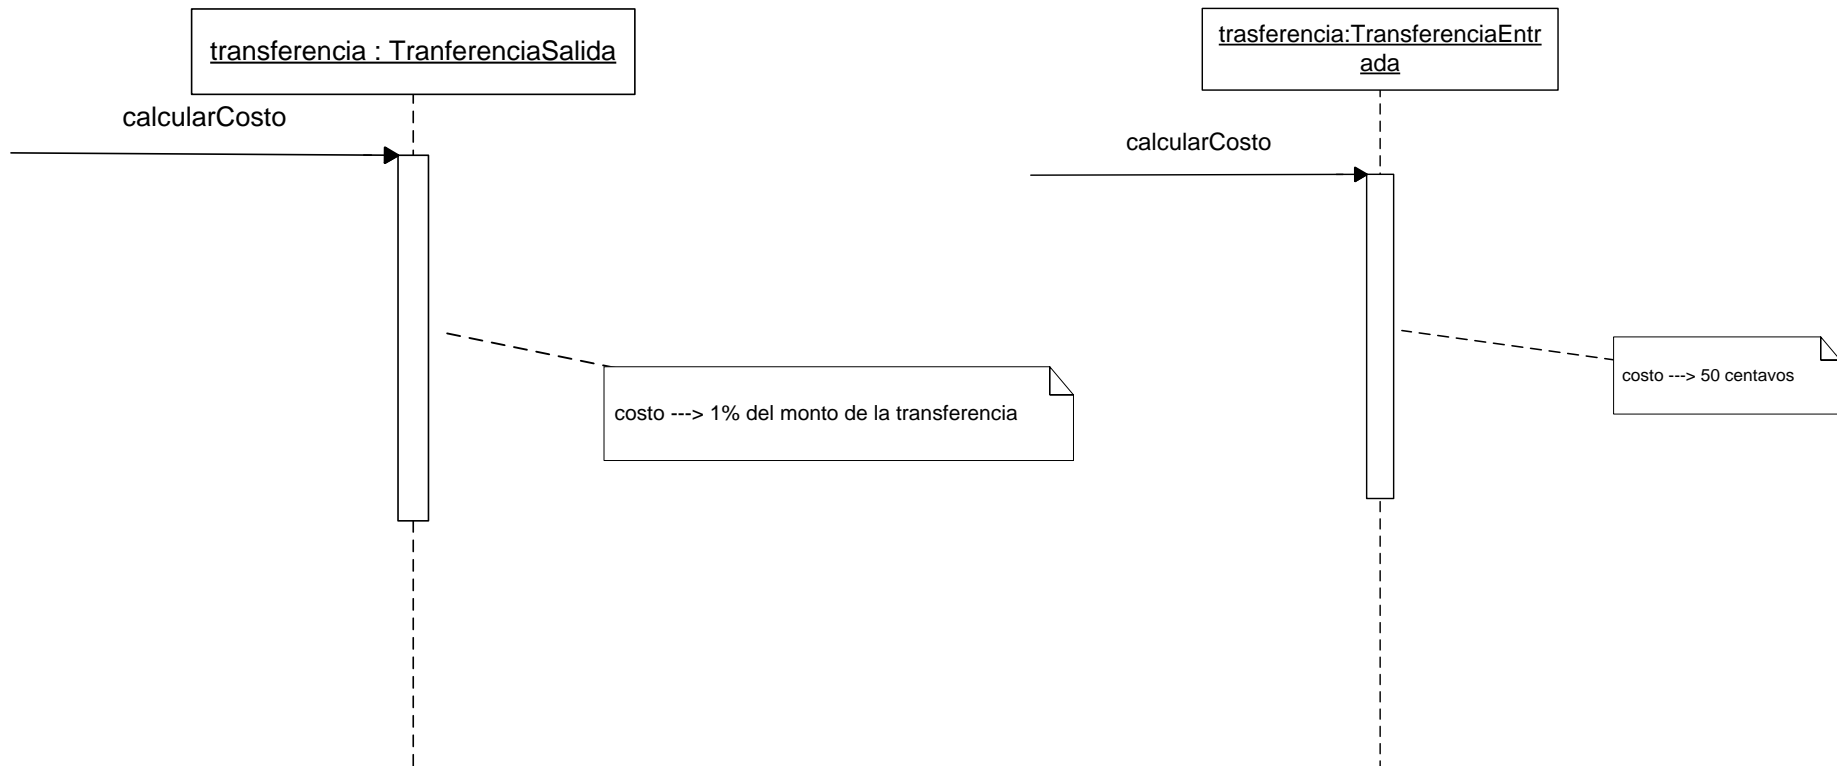 transferencia : TranferenciaSalida
calcularCosto
costo ---> 1% del monto de la transferencia
trasferencia:TransferenciaEntr
ada
calcularCosto
costo ---> 50 centavos